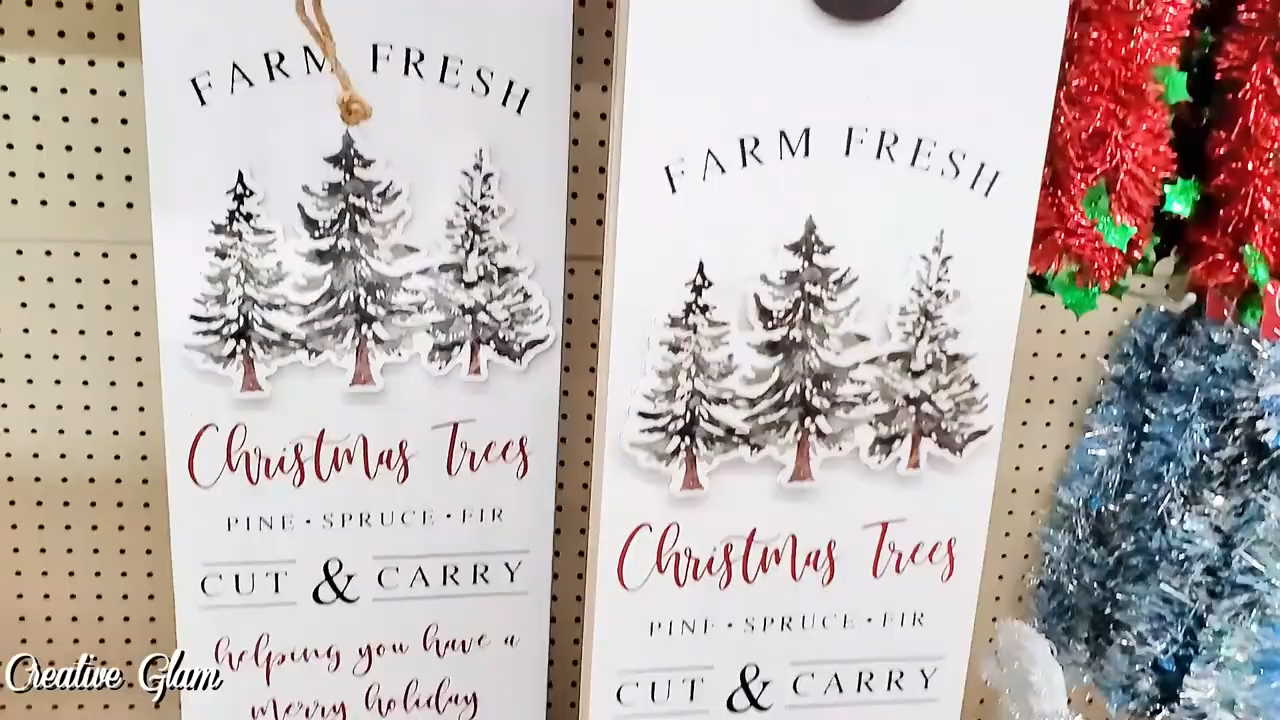 FARM FRESH
Christmas Trees
PINE • SPRUCE • FIR
CUT & CARRY
helping you have a
merry holiday
FARM FRESH
Christmas Trees
PINE • SPRUCE • FIR
CUT & CARRY
Creative Glam